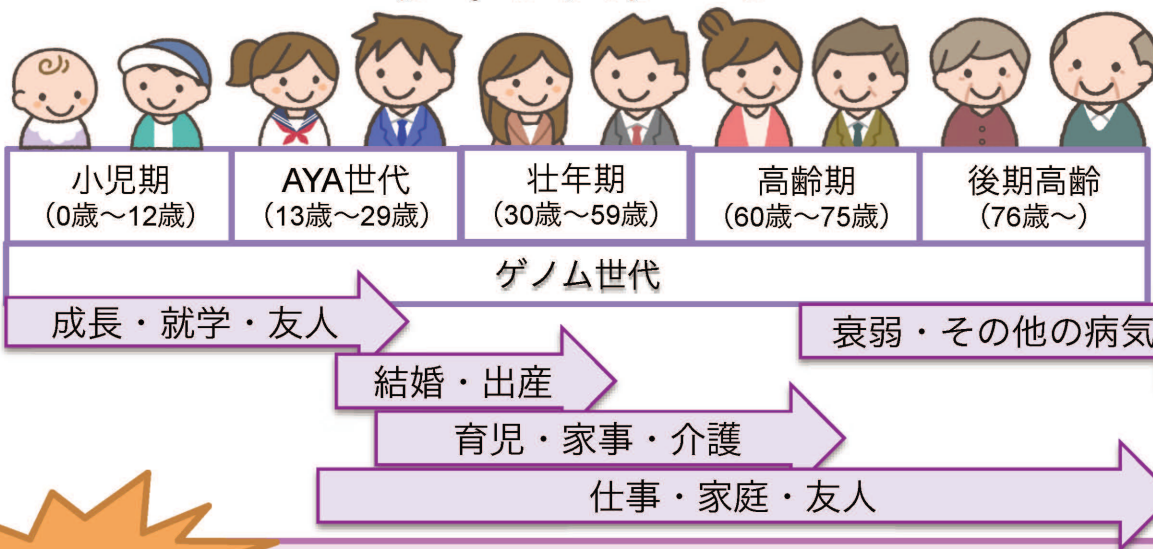 小児期
(0歳～12歳)
AYA世代
(13歳～29歳)
壮年期
(30歳～59歳)
高齢期
(60歳～75歳)
後期高齢
(76歳～)
ゲノム世代
成長・就学・友人
衰弱・その他の病気
結婚・出産
育児・家事・介護
仕事・家庭・友人